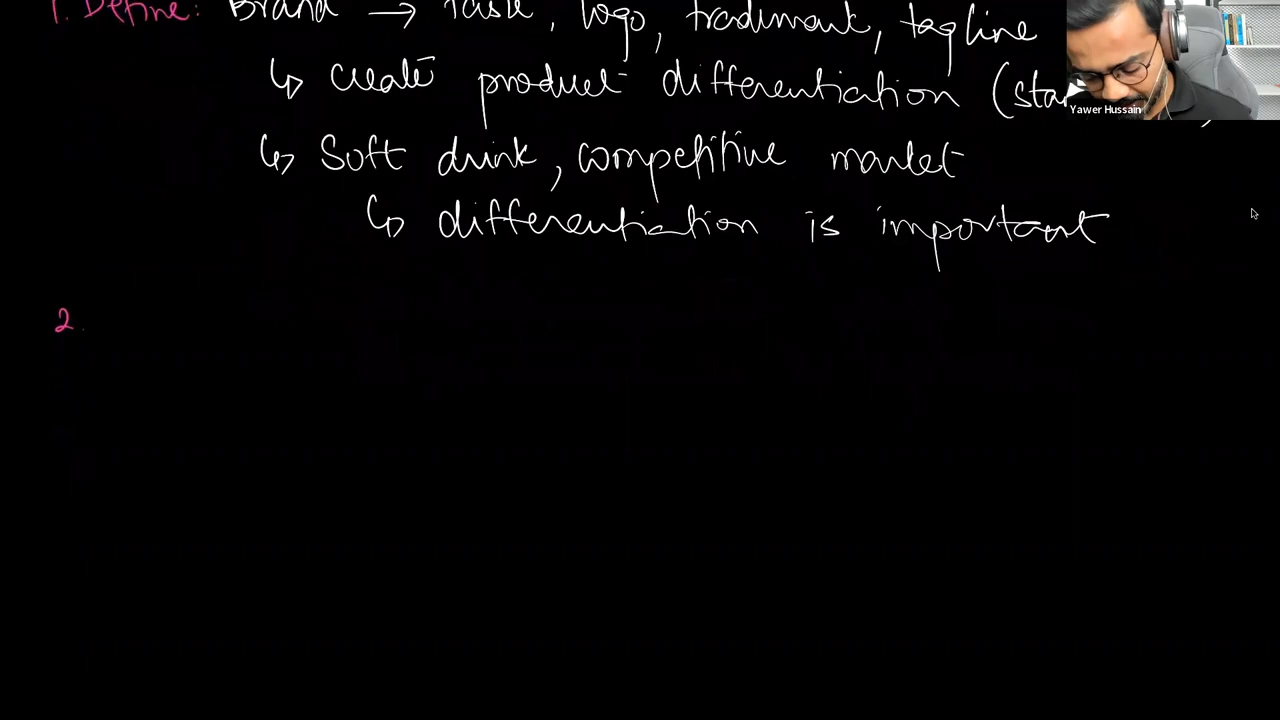 1. Define: Brand → Taste, logo, trademark, tagline
↳ create product differentiation (sta
↳ Soft drink, competitive market
↳ differentiation is important
2.
Yawer Hussain